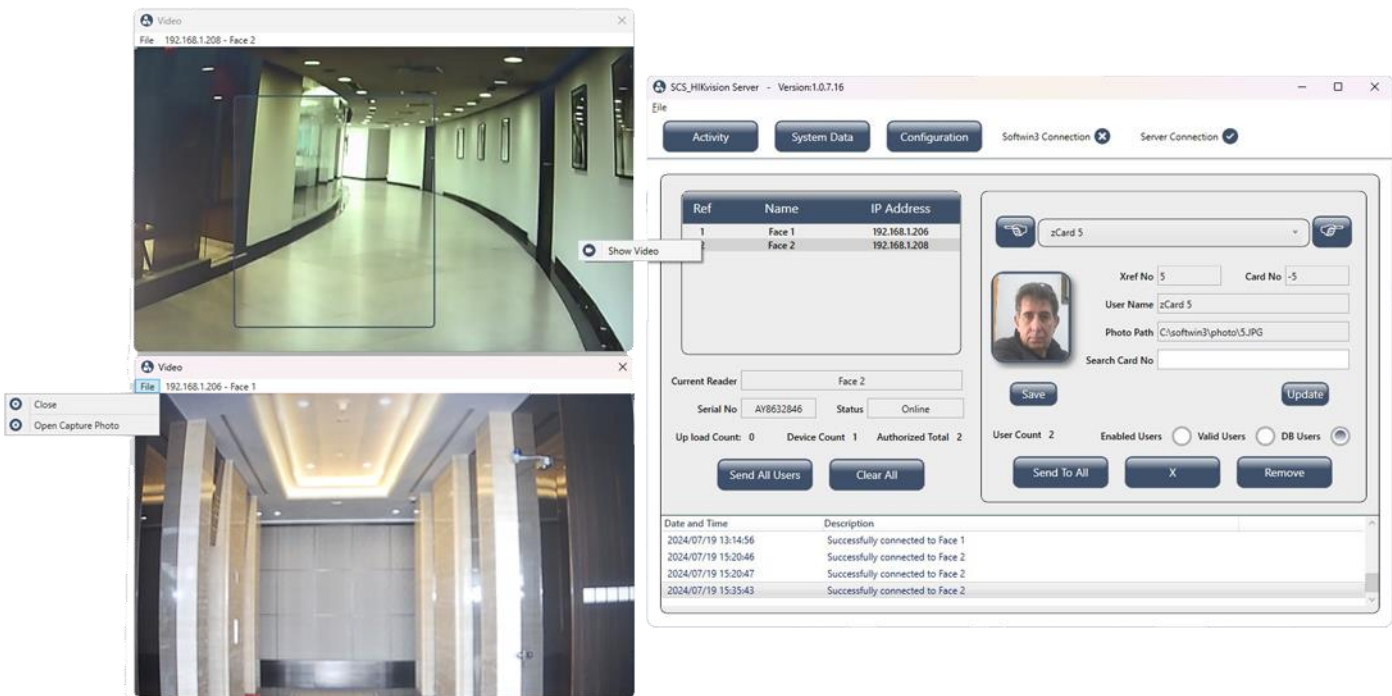 Video
File 192.168.1.208 - Face 2
Show Video
Video
File 192.168.1.206 - Face 1
Close
Open Capture Photo
SCS_HIKvision Server - Version:1.0.7.16
File
Activity System Data Configuration Softwin3 Connection Server Connection
Ref Name IP Address
1 Face 1 192.168.1.206
2 Face 2 192.168.1.208
Current Reader Face 2
Serial No AY8632846 Status Online
Up load Count: 0 Device Count 1 Authorized Total 2
Send All Users Clear All
zCard 5
Xref No 5 Card No -5
User Name zCard 5
Photo Path C:\softwin3\photo\5.JPG
Search Card No
Save Update
User Count 2 Enabled Users Valid Users DB Users
Send To All X Remove
Date and Time Description
2024/07/19 13:14:56 Successfully connected to Face 1
2024/07/19 15:20:46 Successfully connected to Face 2
2024/07/19 15:20:47 Successfully connected to Face 2
2024/07/19 15:35:43 Successfully connected to Face 2